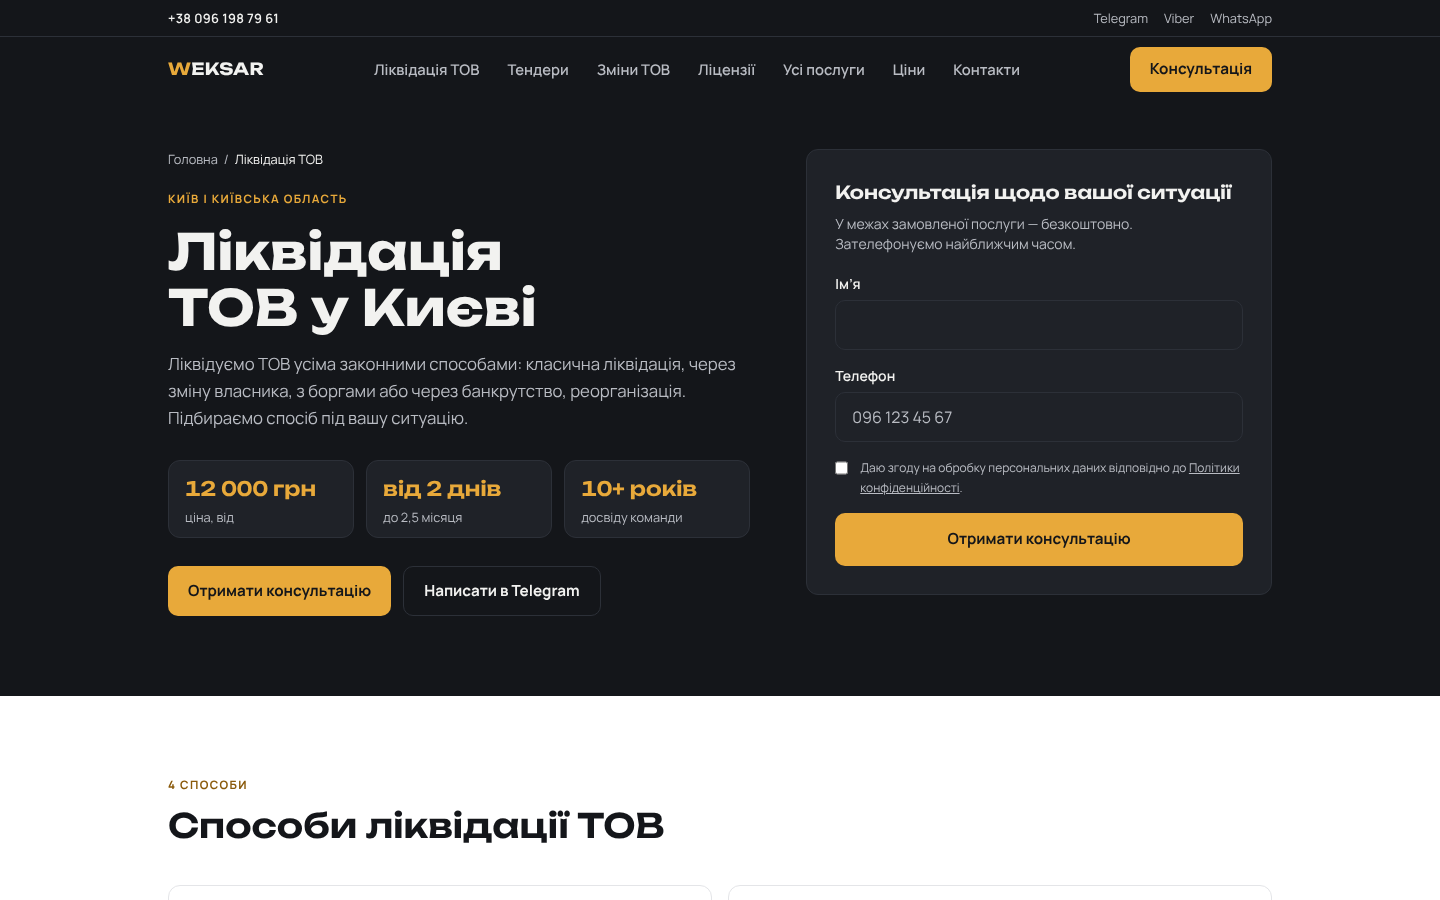 +38 096 198 79 61
Telegram Viber WhatsApp
WEKSAR
Ліквідація ТОВ Тендери Зміни ТОВ Ліцензії Усі послуги Ціни Контакти
Консультація
Головна / Ліквідація ТОВ
КИЇВ І КИЇВСЬКА ОБЛАСТЬ
Ліквідація
ТОВ у Києві
Ліквідуємо ТОВ усіма законними способами: класична ліквідація, через
зміну власника, з боргами або через банкрутство, реорганізація.
Підбираємо спосіб під вашу ситуацію.
12 000 грн
ціна, від
від 2 днів
до 2,5 місяця
10+ років
досвіду команди
Отримати консультацію
Написати в Telegram
Консультація щодо вашої ситуації
У межах замовленої послуги — безкоштовно.
Зателефонуємо найближчим часом.
Ім'я
Телефон
096 123 45 67
Даю згоду на обробку персональних даних відповідно до Політики
конфіденційності.
Отримати консультацію
4 СПОСОБИ
Способи ліквідації ТОВ